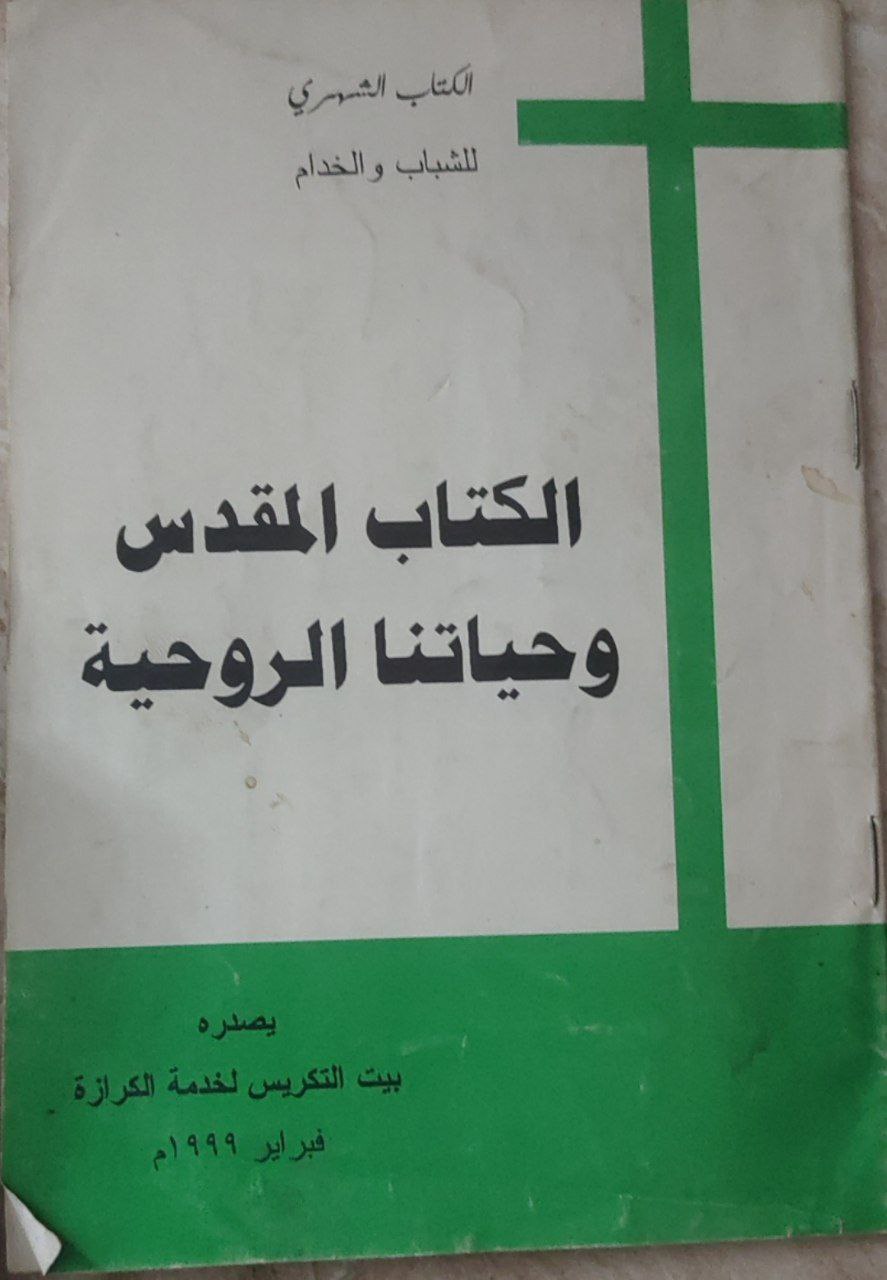 الكتاب الشهري
للشباب والخدام
الكتاب المقدس
وحياتنا الروحية
يصدره
بيت التكريس لخدمة الكرازة
فبراير ١٩٩٩م